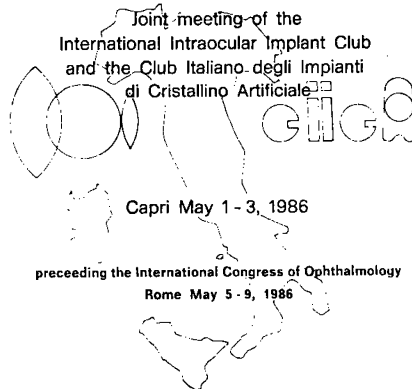 Joint meeting of the
International Intraocular Implant Club
and the Club Italiano degli Impianti
di Cristallino Artificiale
Capri May 1 - 3, 1986
preceeding the International Congress of Ophthalmology
Rome May 5 - 9, 1986